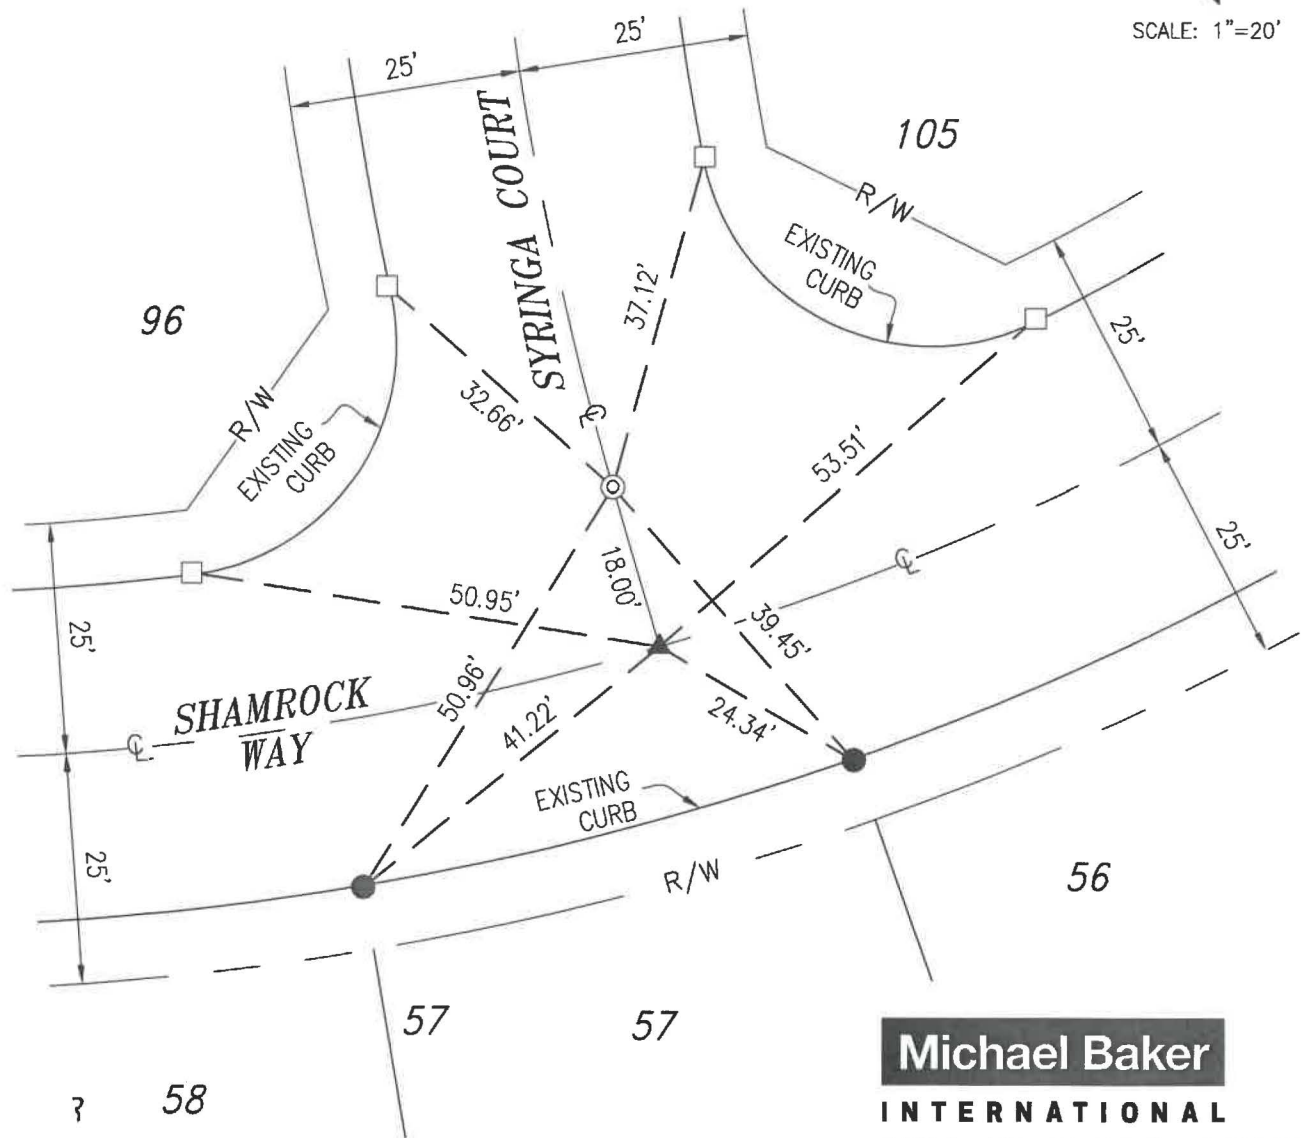 SCALE: 1"=20'
25'
25'
105
R/W
EXISTING
CURB
SYRINGA COURT
37.12'
96
32.66'
R/W
EXISTING
CURB
25'
53.51'
25'
18.00'
50.95'
39.45'
25'
50.96'
41.22'
24.34'
SHAMROCK
WAY
EXISTING
CURB
25'
R/W
56
57
57
58
Michael Baker
INTERNATIONAL